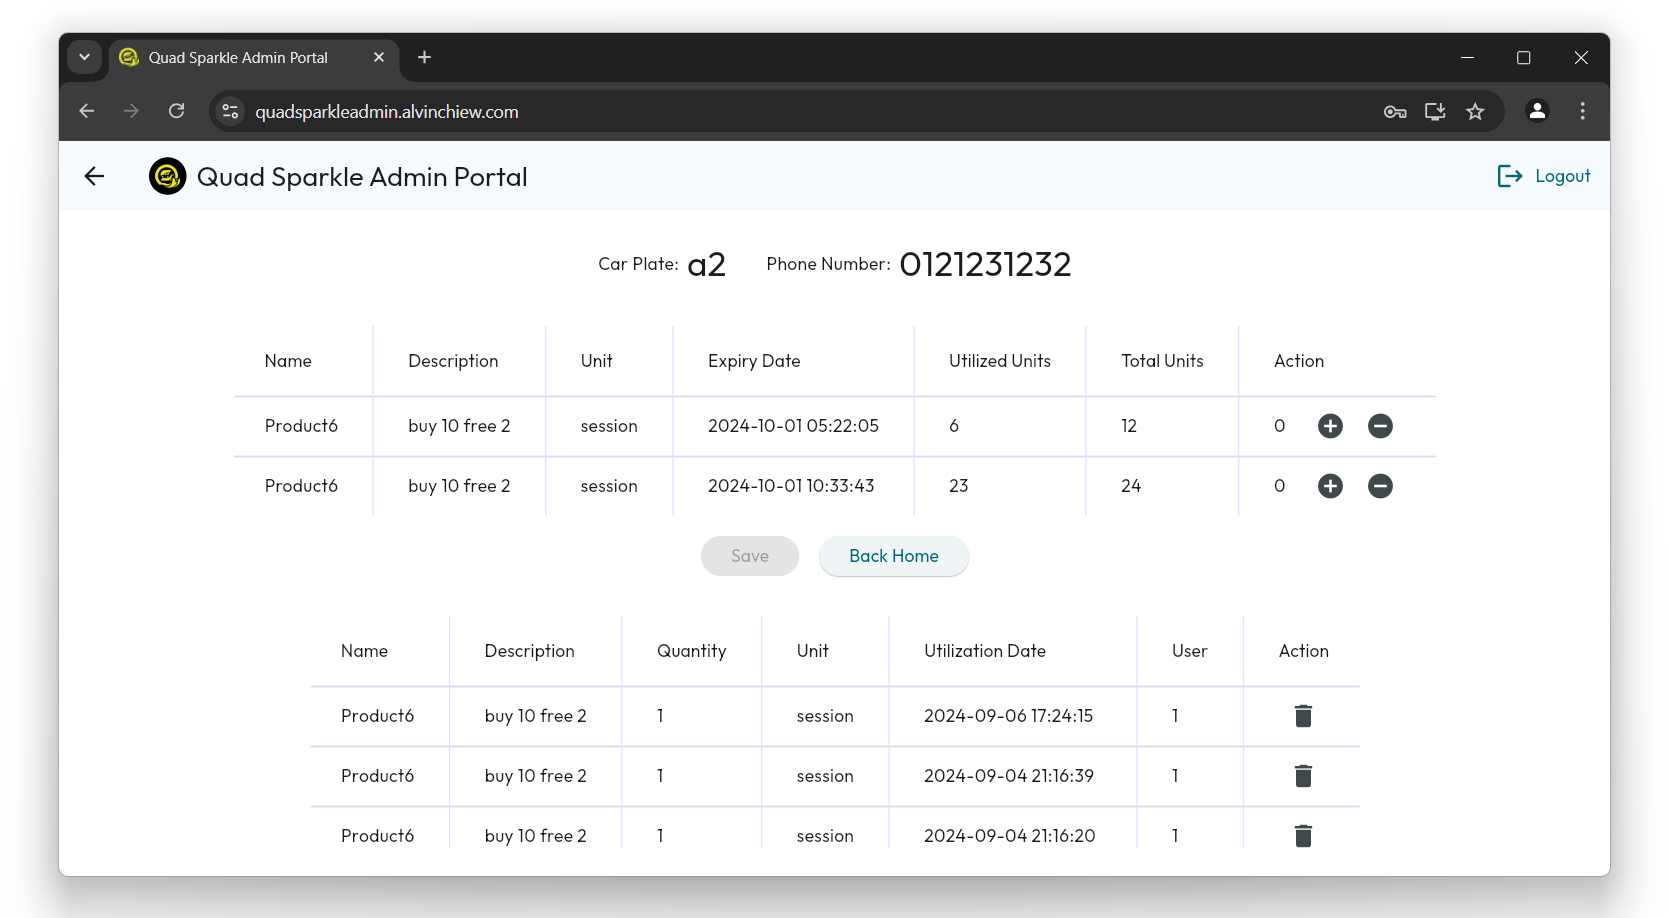 Quad Sparkle Admin Portal
quadsparkleadmin.alvinchiew.com
Quad Sparkle Admin Portal
Logout
Car Plate: a2 Phone Number: 0121231232
Name Description Unit Expiry Date Utilized Units Total Units Action
Product6 buy 10 free 2 session 2024-10-01 05:22:05 6 12 0
Product6 buy 10 free 2 session 2024-10-01 10:33:43 23 24 0
Save Back Home
Name Description Quantity Unit Utilization Date User Action
Product6 buy 10 free 2 1 session 2024-09-06 17:24:15 1
Product6 buy 10 free 2 1 session 2024-09-04 21:16:39 1
Product6 buy 10 free 2 1 session 2024-09-04 21:16:20 1